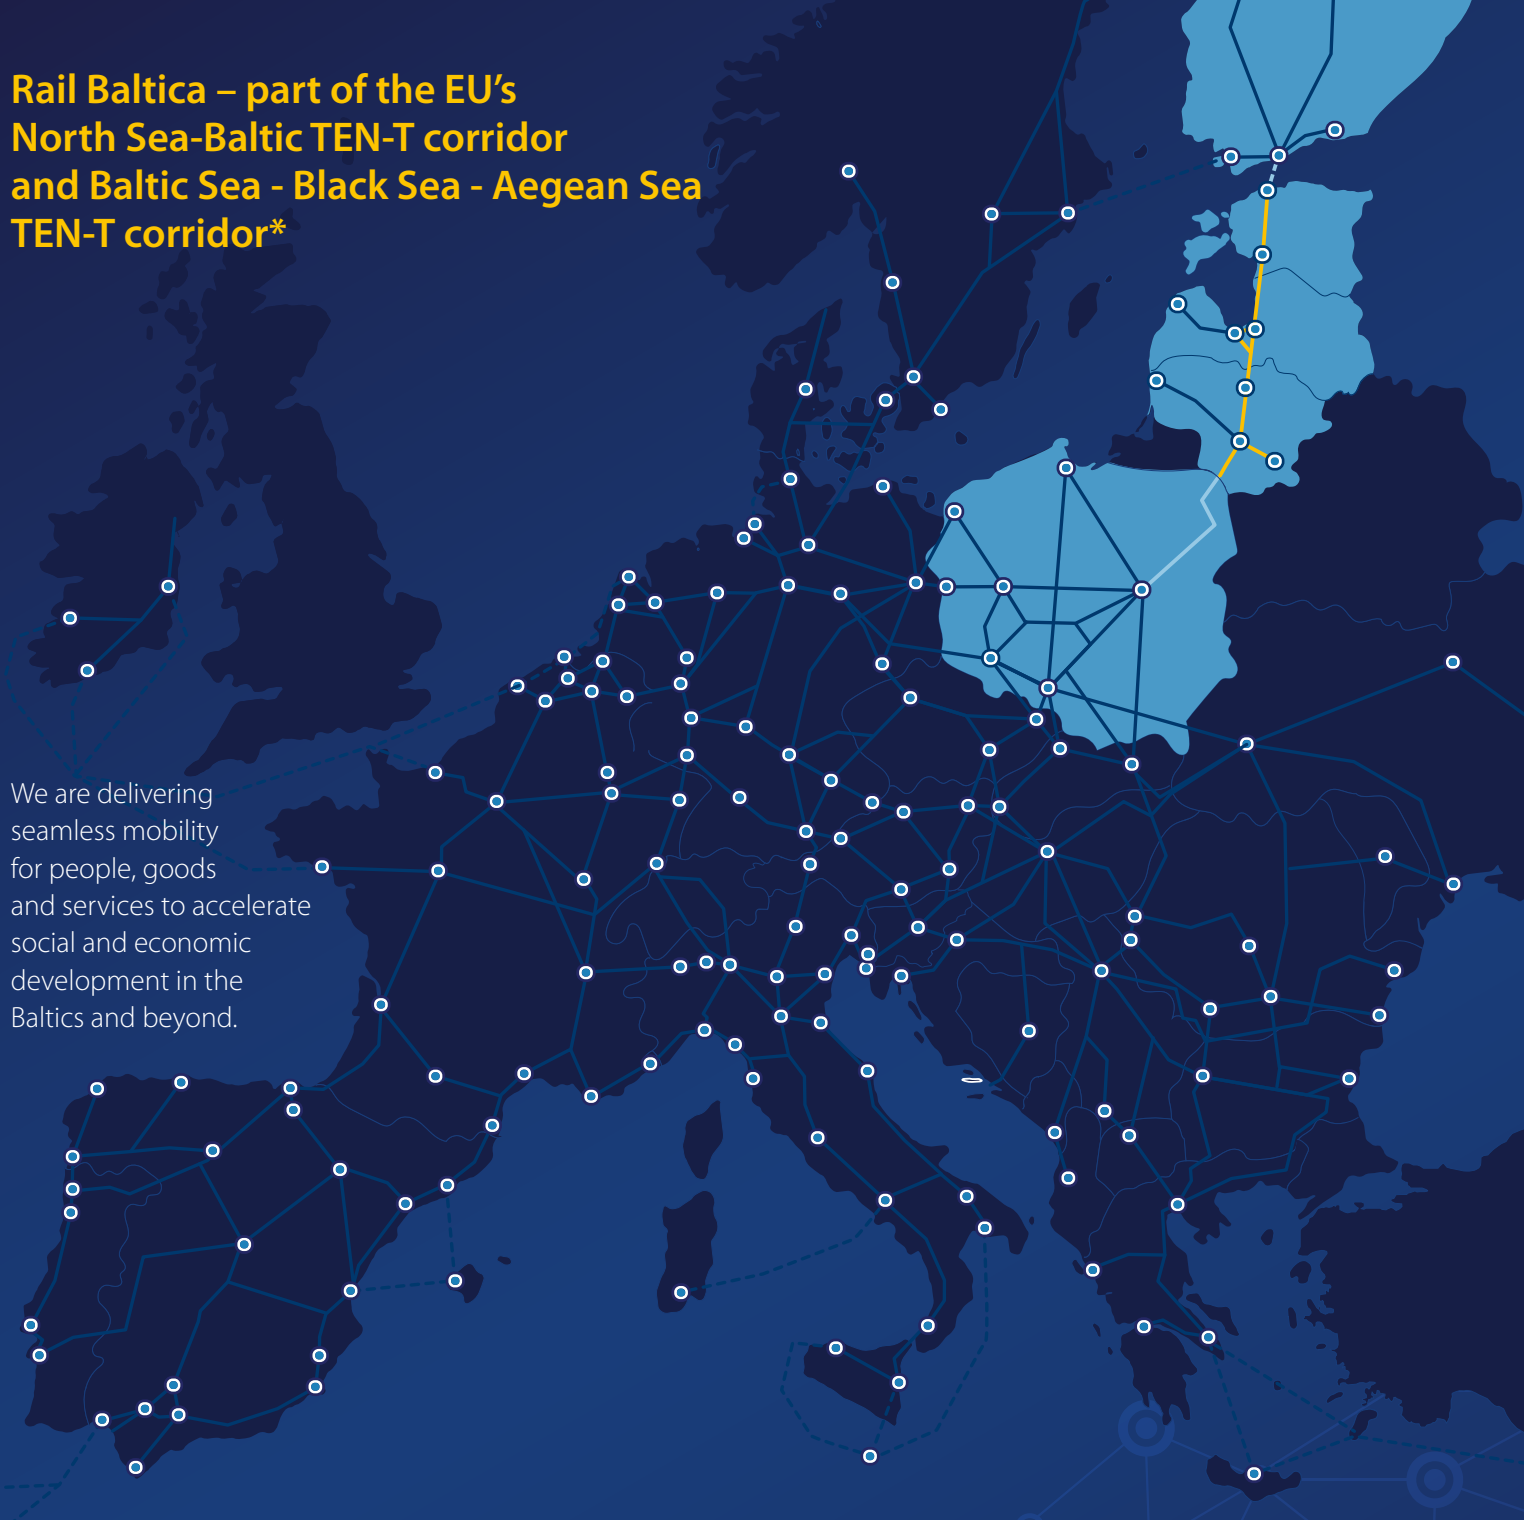 Rail Baltica – part of the EU’s
North Sea-Baltic TEN-T corridor
and Baltic Sea - Black Sea - Aegean Sea
TEN-T corridor*
We are delivering
seamless mobility
for people, goods
and services to accelerate
social and economic
development in the
Baltics and beyond.